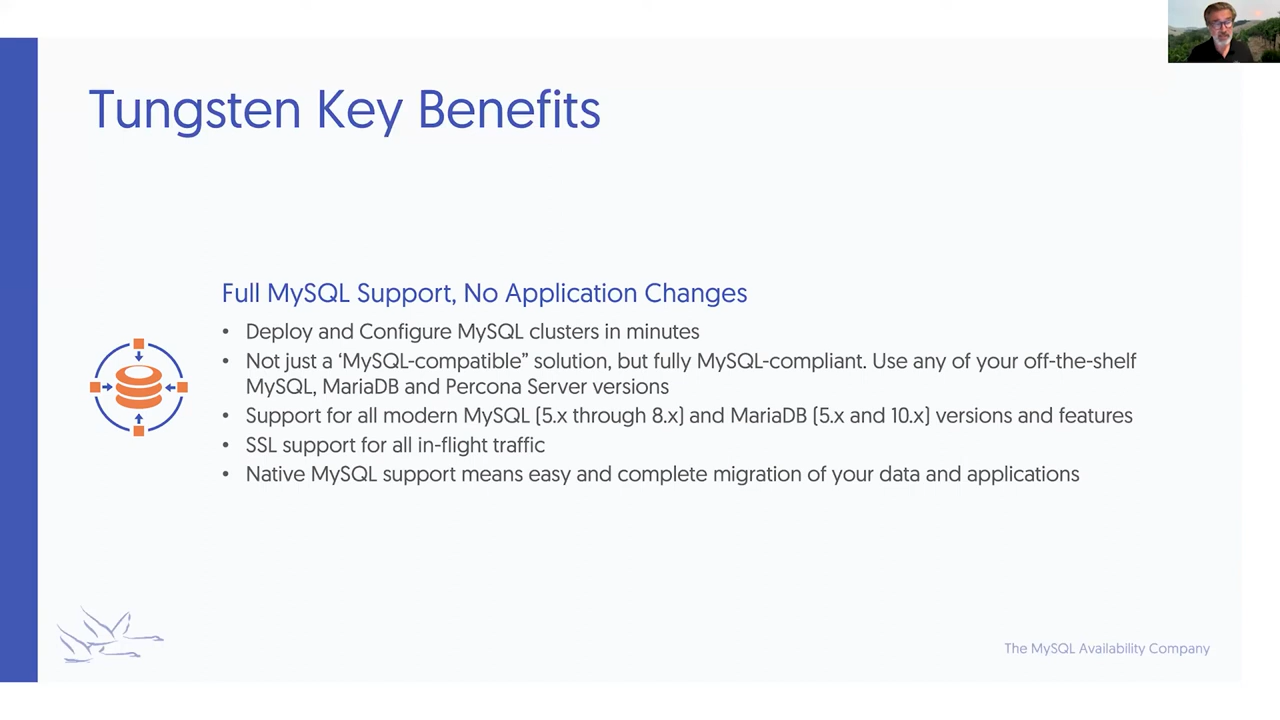 Tungsten Key Benefits
Full MySQL Support, No Application Changes
• Deploy and Configure MySQL clusters in minutes
• Not just a ‘MySQL-compatible” solution, but fully MySQL-compliant. Use any of your off-the-shelf
MySQL, MariaDB and Percona Server versions
• Support for all modern MySQL (5.x through 8.x) and MariaDB (5.x and 10.x) versions and features
• SSL support for all in-flight traffic
• Native MySQL support means easy and complete migration of your data and applications
The MySQL Availability Company